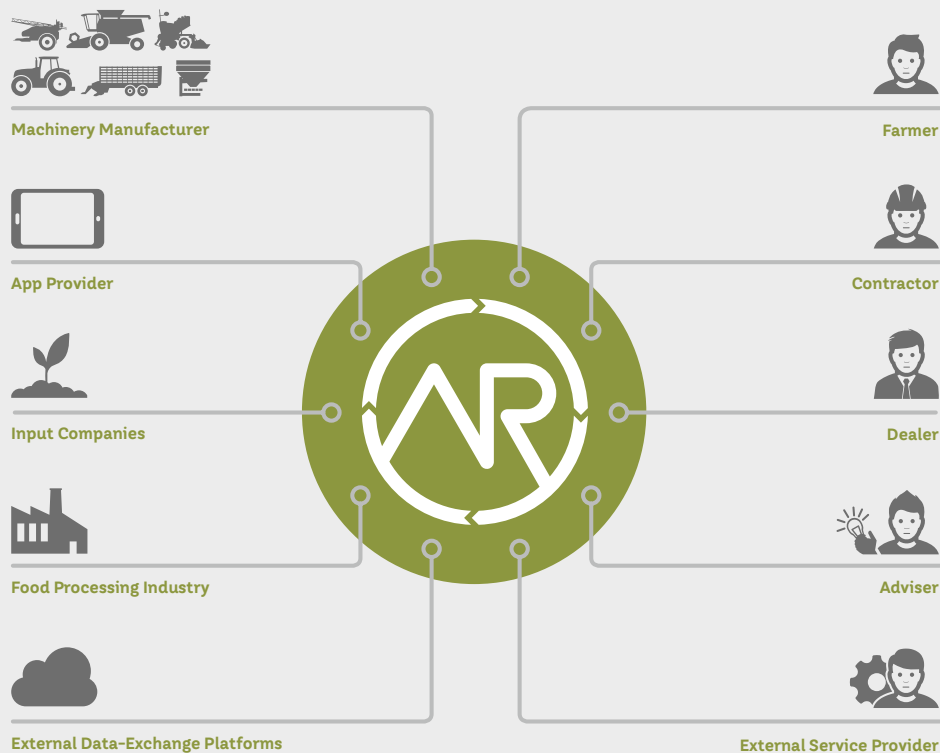 Machinery Manufacturer
Farmer
App Provider
Contractor
Input Companies
Dealer
Food Processing Industry
Adviser
External Data-Exchange Platforms
External Service Provider
AR